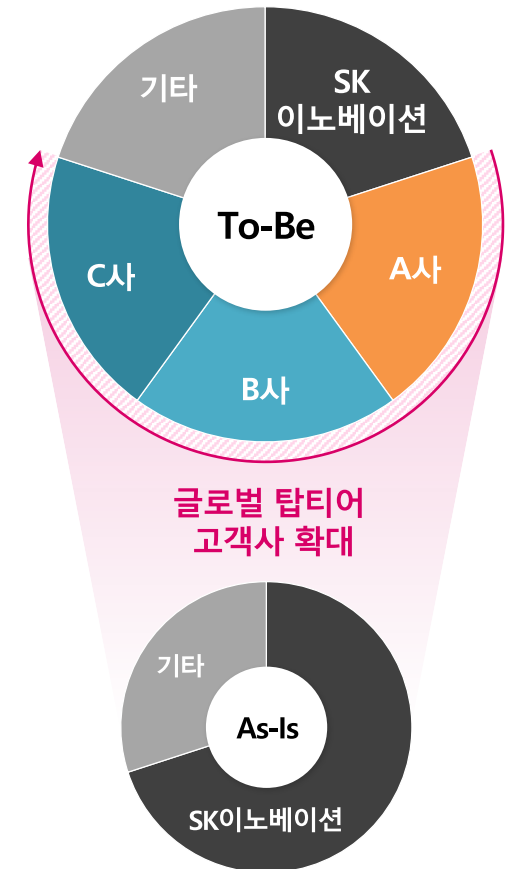 기타
SK
이노베이션
To-Be
C사
A사
B사
글로벌 탑티어
고객사 확대
기타
As-Is
SK이노베이션